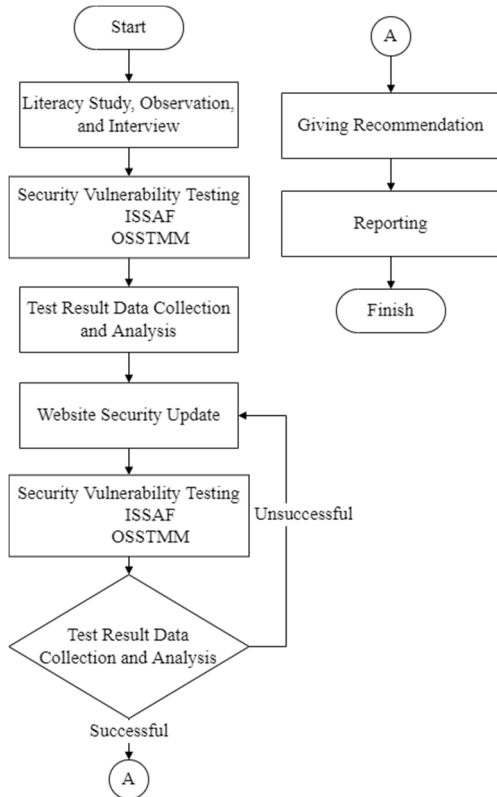 Start
Literacy Study, Observation,
and Interview
Security Vulnerability Testing
ISSAF
OSSTMM
Test Result Data Collection
and Analysis
Website Security Update
Security Vulnerability Testing
ISSAF
OSSTMM
Unsuccessful
Test Result Data
Collection and Analysis
Successful
A
A
Giving Recommendation
Reporting
Finish